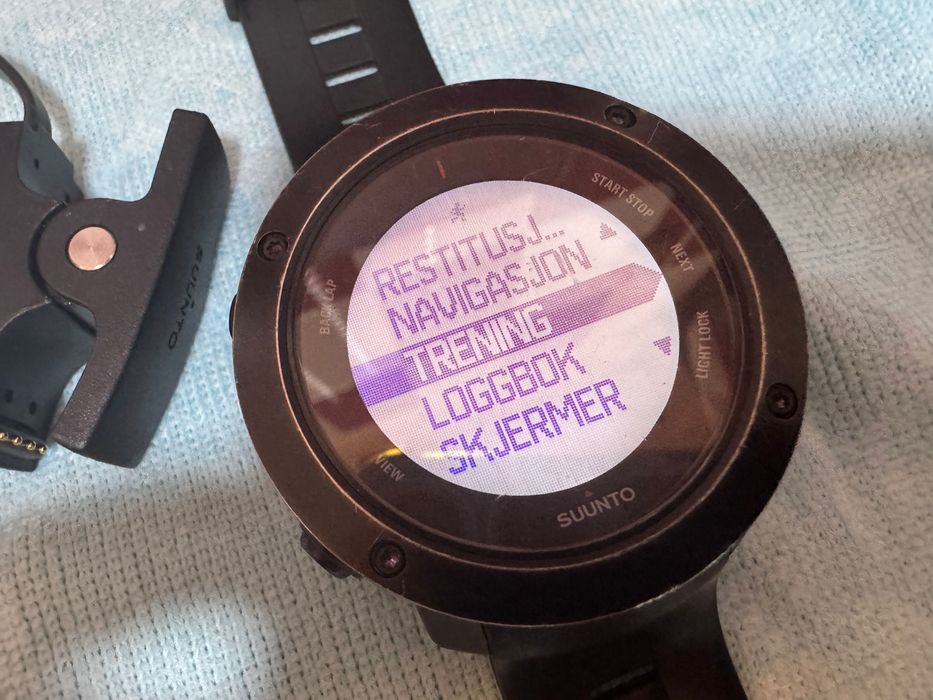 SUUNTO
START STOP
NEXT
BACK LAP
LIGHT LOCK
VIEW
RESTITUSJ...
NAVIGASJON
TRENING
LOGGBOK
SKJERMER
SUUNTO